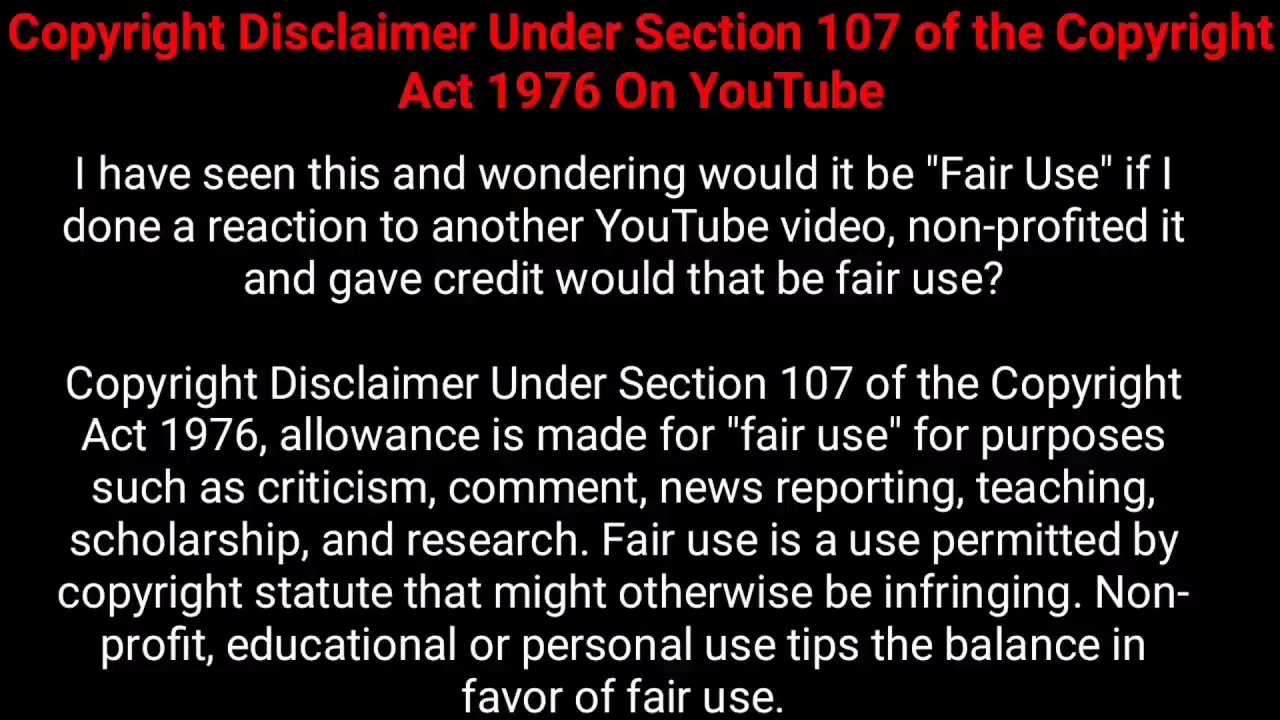 Copyright Disclaimer Under Section 107 of the Copyright
Act 1976 On YouTube
I have seen this and wondering would it be "Fair Use" if I
done a reaction to another YouTube video, non-profited it
and gave credit would that be fair use?
Copyright Disclaimer Under Section 107 of the Copyright
Act 1976, allowance is made for "fair use" for purposes
such as criticism, comment, news reporting, teaching,
scholarship, and research. Fair use is a use permitted by
copyright statute that might otherwise be infringing. Non-
profit, educational or personal use tips the balance in
favor of fair use.